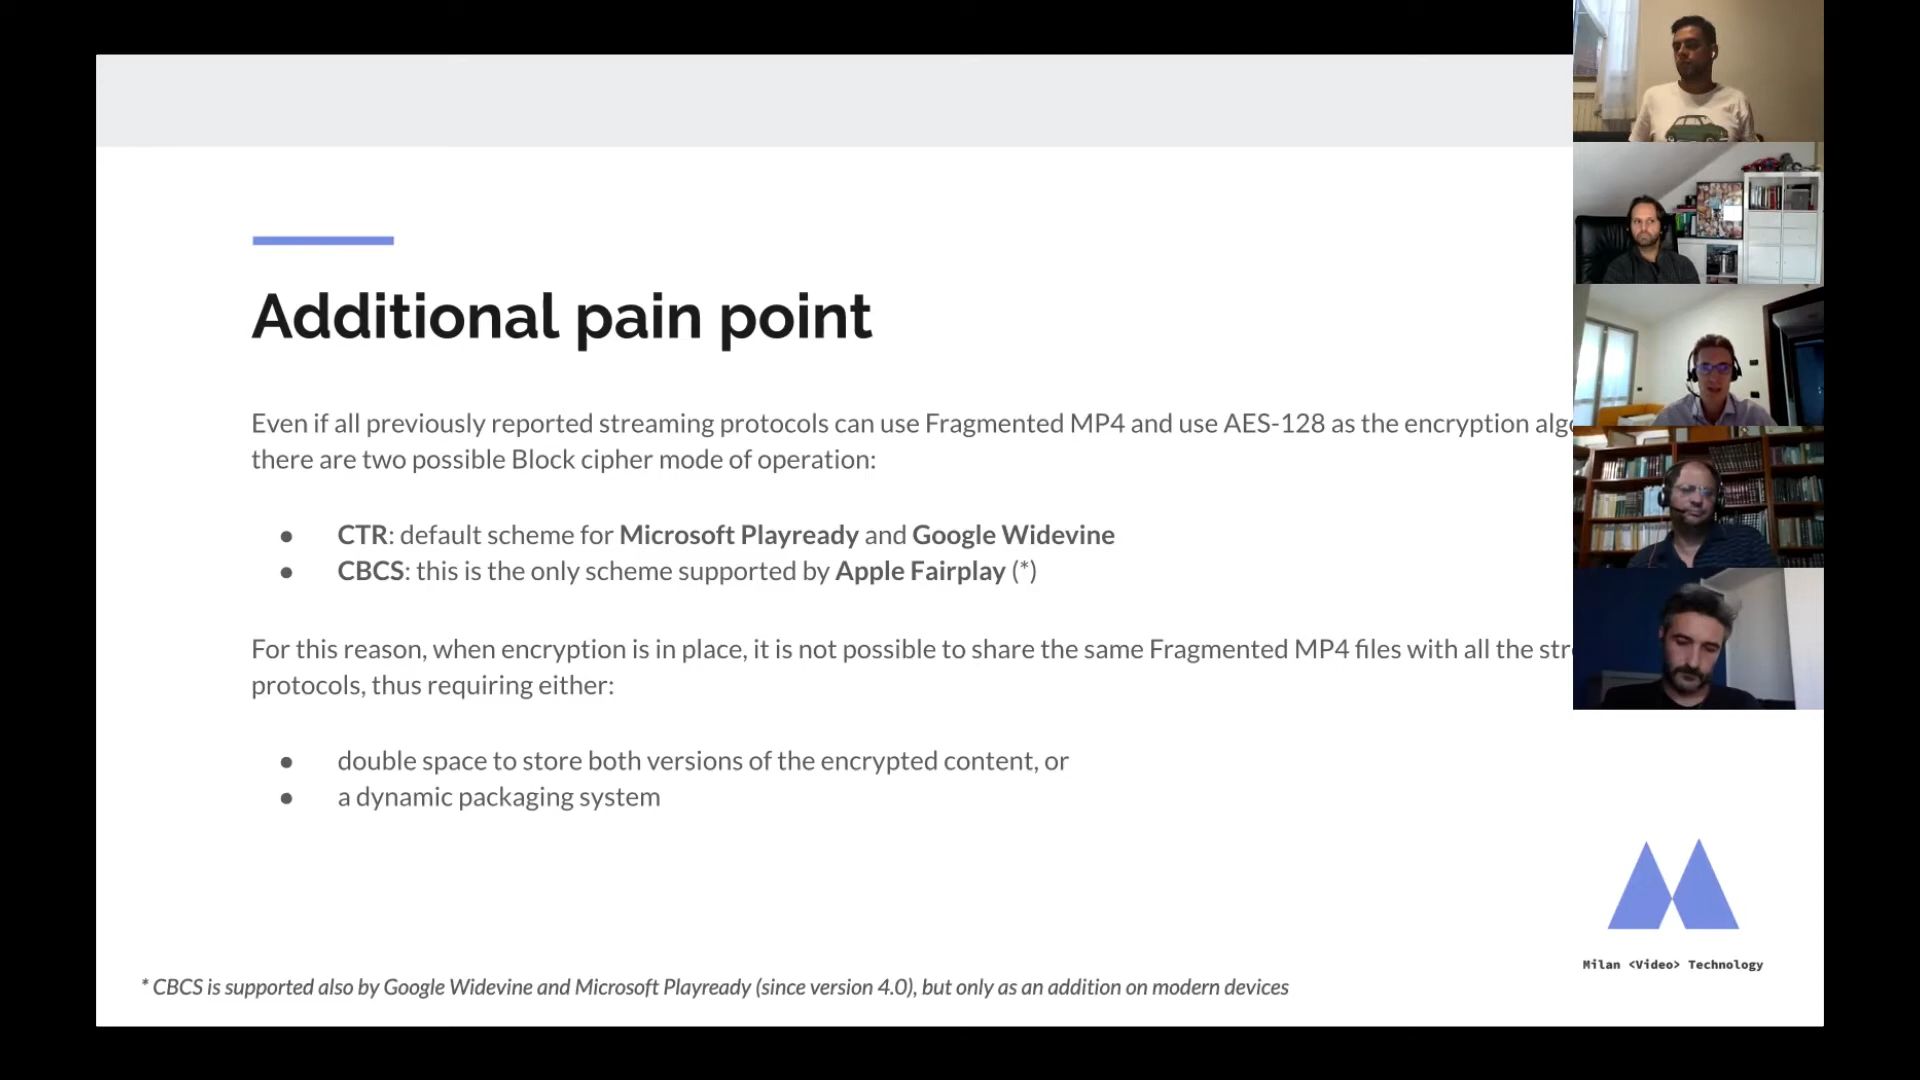 Additional pain point
Even if all previously reported streaming protocols can use Fragmented MP4 and use AES-128 as the encryption
there are two possible Block cipher mode of operation:
● CTR: default scheme for Microsoft Playready and Google Widevine
● CBCS: this is the only scheme supported by Apple Fairplay (*)
For this reason, when encryption is in place, it is not possible to share the same Fragmented MP4 files with all the
protocols, thus requiring either:
● double space to store both versions of the encrypted content, or
● a dynamic packaging system
Milan <Video> Technology
* CBCS is supported also by Google Widevine and Microsoft Playready (since version 4.0), but only as an addition on modern devices